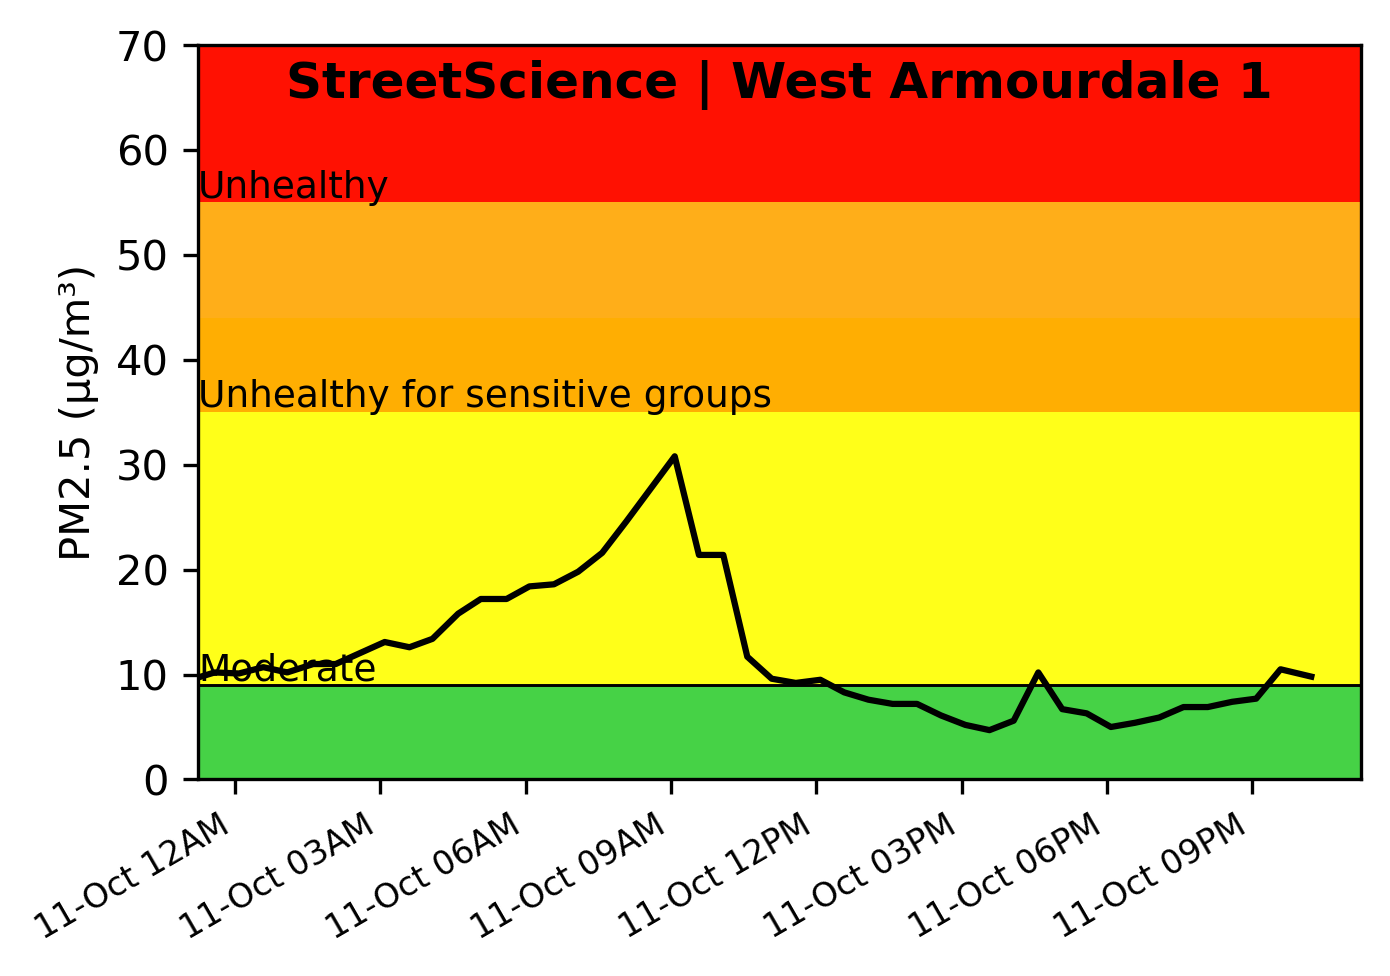 StreetScience | West Armourdale 1
PM2.5 (μg/m³)
70
60
50
40
30
20
10
0
Unhealthy
Unhealthy for sensitive groups
Moderate
11-Oct 12AM
11-Oct 03AM
11-Oct 06AM
11-Oct 09AM
11-Oct 12PM
11-Oct 03PM
11-Oct 06PM
11-Oct 09PM